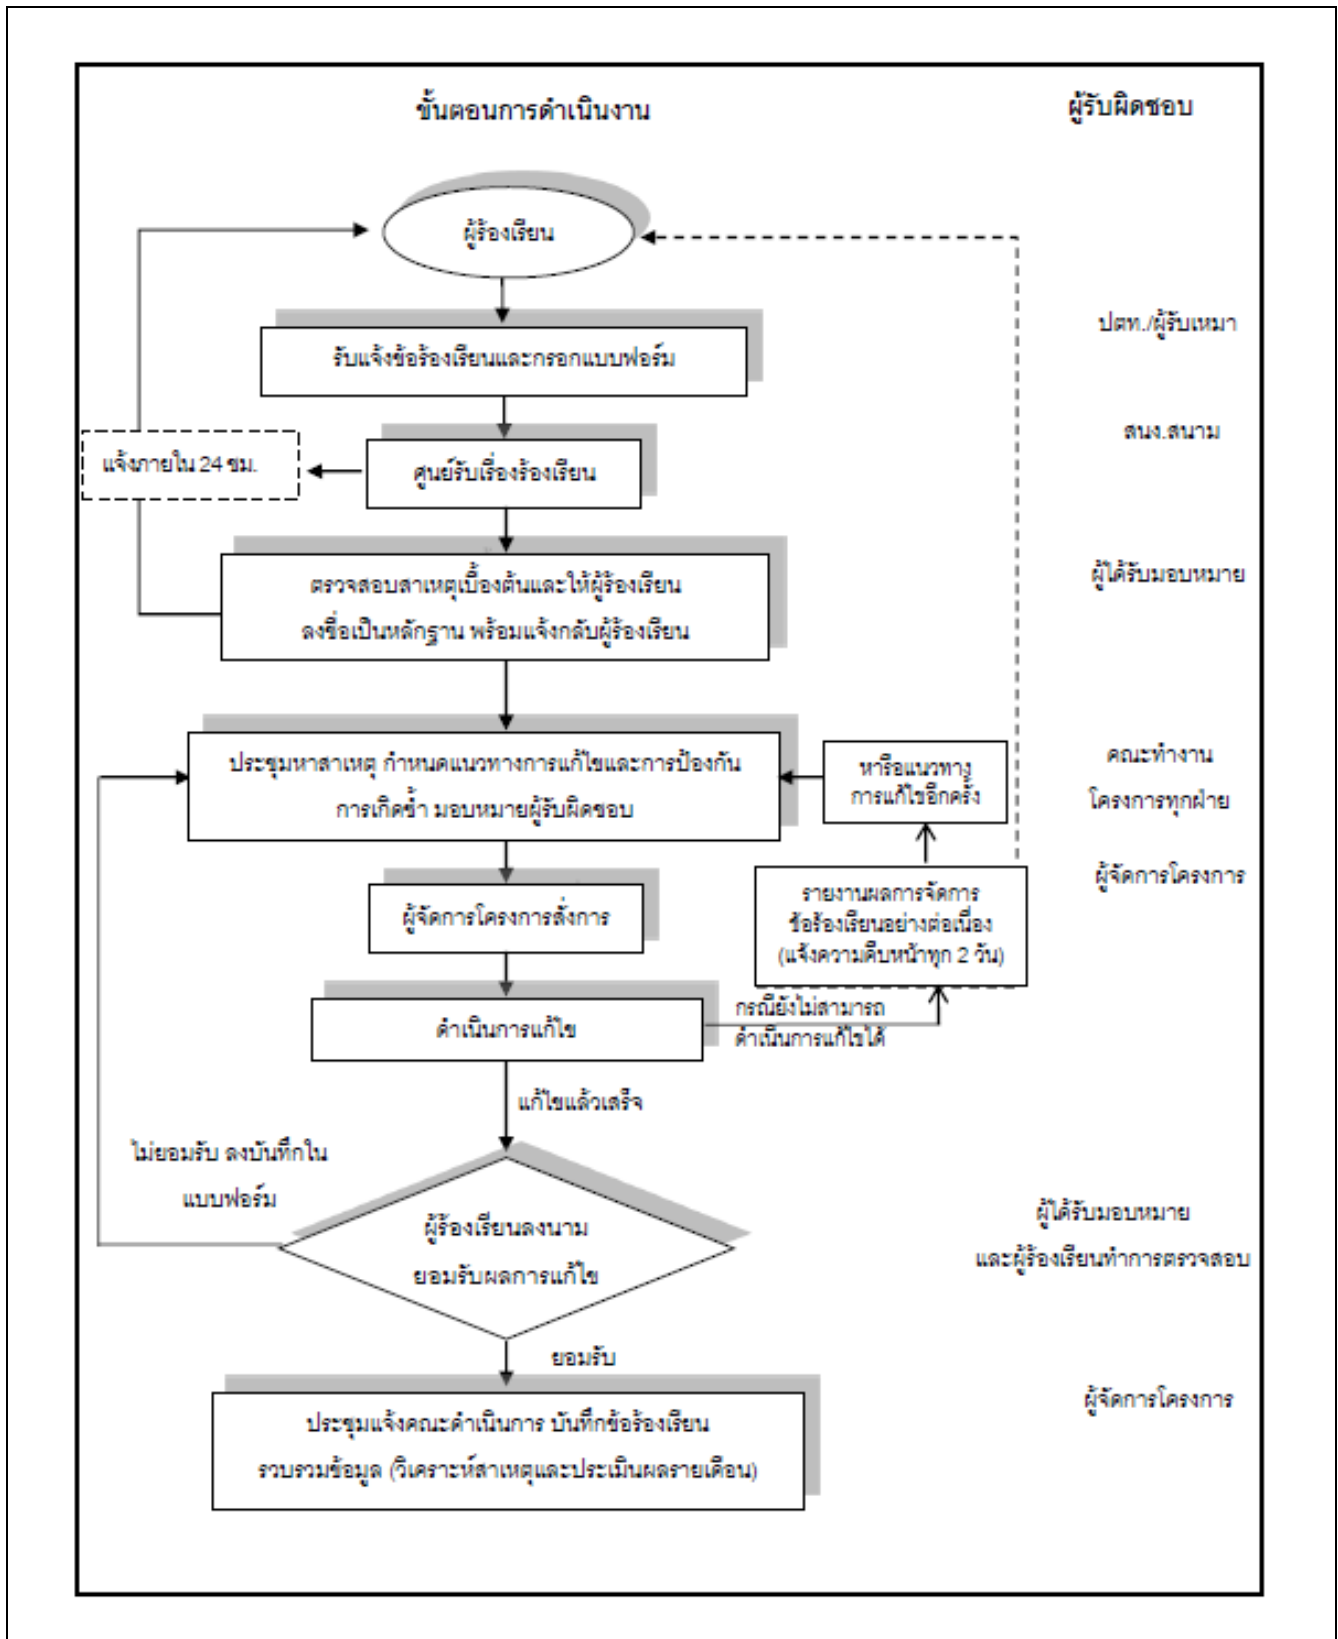 ขั้นตอนการดำเนินงาน
ผู้รับผิดชอบ
ผู้ร้องเรียน
ปตท./ผู้รับเหมา
รับแจ้งข้อร้องเรียนและกรอกแบบฟอร์ม
สนง.สนาม
แจ้งภายใน 24 ชม.
ศูนย์รับเรื่องร้องเรียน
ผู้ได้รับมอบหมาย
ตรวจสอบสาเหตุเบื้องต้นและให้ผู้ร้องเรียน
ลงชื่อเป็นหลักฐาน พร้อมแจ้งกลับผู้ร้องเรียน
ประชุมหาสาเหตุ กำหนดแนวทางการแก้ไขและการป้องกัน
การเกิดซ้ำ มอบหมายผู้รับผิดชอบ
หารือแนวทาง
การแก้ไขอีกครั้ง
คณะทำงาน
โครงการทุกฝ่าย
ผู้จัดการโครงการ
ผู้จัดการโครงการสั่งการ
รายงานผลการจัดการ
ข้อร้องเรียนอย่างต่อเนื่อง
(แจ้งความคืบหน้าทุก 2 วัน)
ดำเนินการแก้ไข
กรณียังไม่สามารถ
ดำเนินการแก้ไขได้
แก้ไขแล้วเสร็จ
ไม่ยอมรับ ลงบันทึกใน
แบบฟอร์ม
ผู้ร้องเรียนลงนาม
ยอมรับผลการแก้ไข
ผู้ได้รับมอบหมาย
และผู้ร้องเรียนทำการตรวจสอบ
ยอมรับ
ผู้จัดการโครงการ
ประชุมแจ้งคณะดำเนินการ บันทึกข้อร้องเรียน
รวบรวมข้อมูล (วิเคราะห์สาเหตุและประเมินผลรายเดือน)